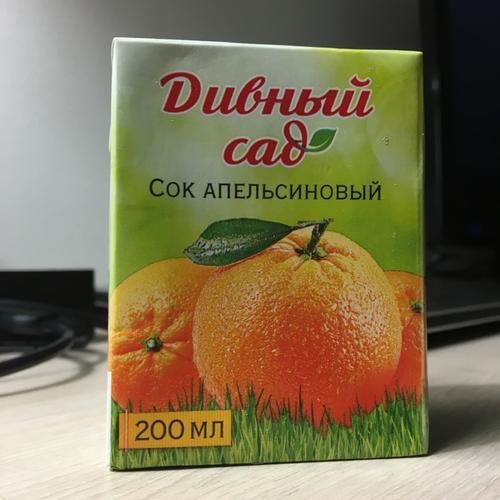 Дивный
сад
Сок апельсиновый
200 мл